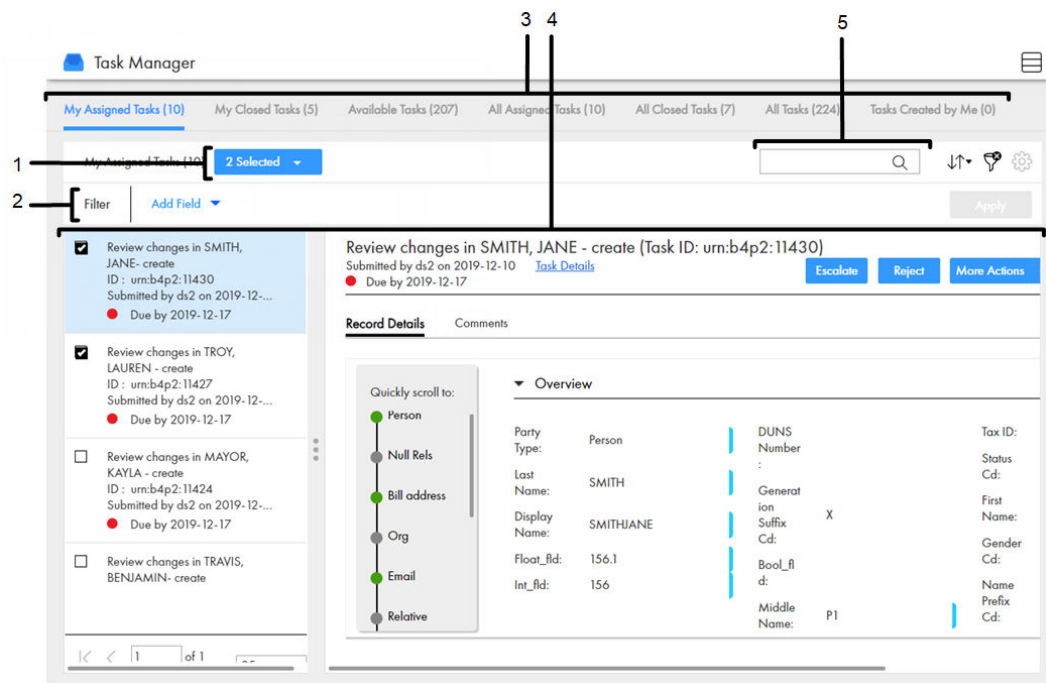 3 4 5
Task Manager
My Assigned Tasks (10) My Closed Tasks (5) Available Tasks (207) All Assigned Tasks (10) All Closed Tasks (7) All Tasks (224) Tasks Created by Me (0)
1 My Assigned Tasks (10) 2 Selected
2 Filter Add Field Apply
Review changes in SMITH,
JANE- create
ID : urn:b4p2:11430
Submitted by ds2 on 2019-12-...
Due by 2019-12-17
Review changes in TROY,
LAUREN - create
ID : urn:b4p2:11427
Submitted by ds2 on 2019-12-...
Due by 2019-12-17
Review changes in MAYOR,
KAYLA - create
ID : urn:b4p2:11424
Submitted by ds2 on 2019-12-...
Due by 2019-12-17
Review changes in TRAVIS,
BENJAMIN- create
1 of 1
Review changes in SMITH, JANE - create (Task ID: urn:b4p2:11430)
Submitted by ds2 on 2019-12-10 Task Details
Due by 2019-12-17
Escalate Reject More Actions
Record Details Comments
Quickly scroll to:
Person
Null Rels
Bill address
Org
Email
Relative
Overview
Party
Type:
Person
Last
Name:
SMITH
Display
Name:
SMITHJANE
Float_fld: 156.1
Int_fld: 156
DUNS
Number
:
Generat
ion
Suffix
Cd:
X
Bool_fl
d:
Middle
Name:
P1
Tax ID:
Status
Cd:
First
Name:
Gender
Cd:
Name
Prefix
Cd: